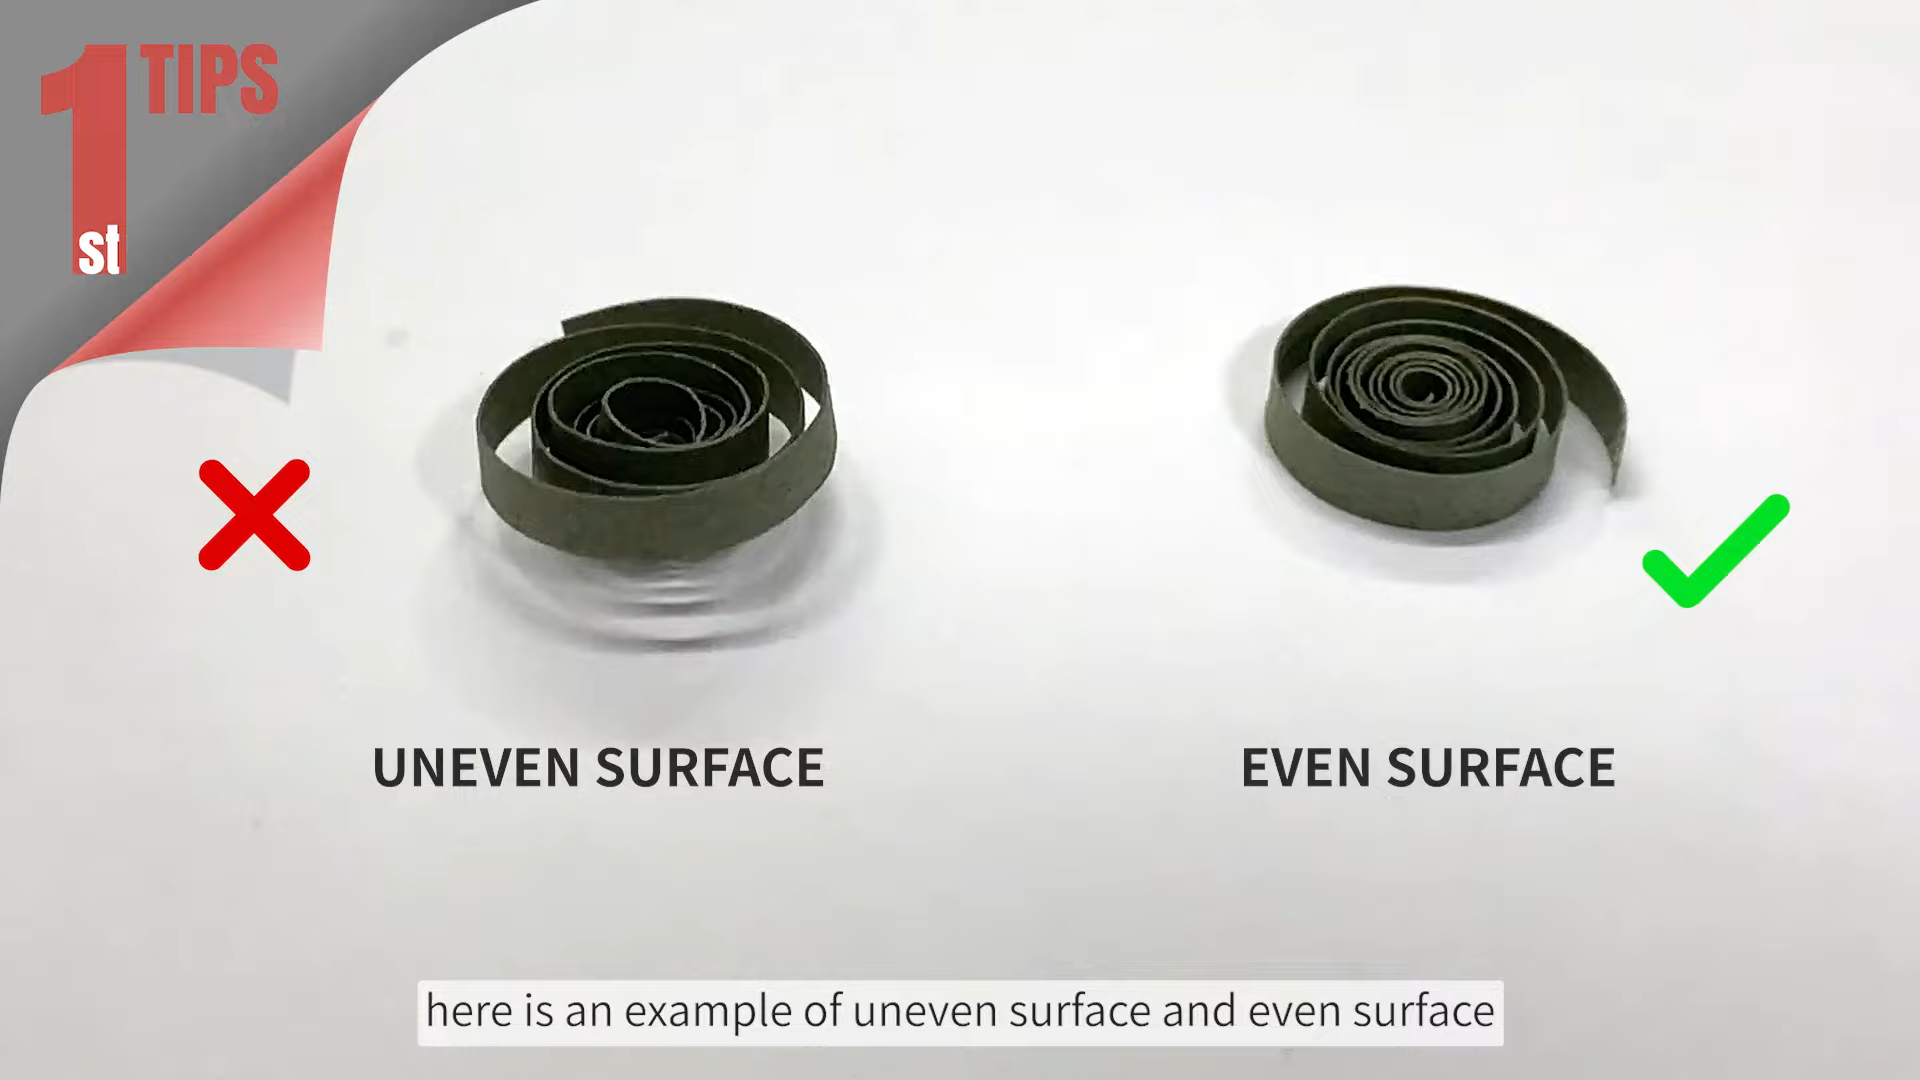 1st TIPS
UNEVEN SURFACE
EVEN SURFACE
here is an example of uneven surface and even surface